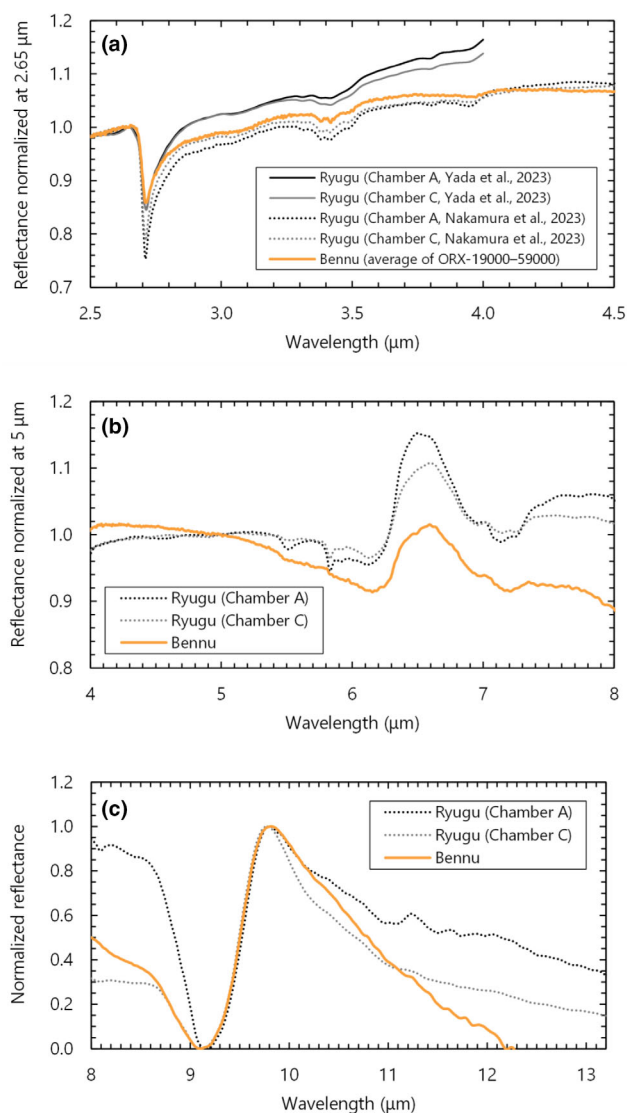 (a)
1.2
1.1
1.0
0.9
0.8
0.7
Reflectance normalized at 2.65 μm
Ryugu (Chamber A, Yada et al., 2023)
Ryugu (Chamber C, Yada et al., 2023)
Ryugu (Chamber A, Nakamura et al., 2023)
Ryugu (Chamber C, Nakamura et al., 2023)
Bennu (average of ORX-19000–59000)
2.5 3.0 3.5 4.0 4.5
Wavelength (μm)
(b)
1.2
1.1
1.0
0.9
0.8
Reflectance normalized at 5 μm
Ryugu (Chamber A)
Ryugu (Chamber C)
Bennu
4 5 6 7 8
Wavelength (μm)
(c)
1.2
1.0
0.8
0.6
0.4
0.2
0.0
Normalized reflectance
Ryugu (Chamber A)
Ryugu (Chamber C)
Bennu
8 9 10 11 12 13
Wavelength (μm)